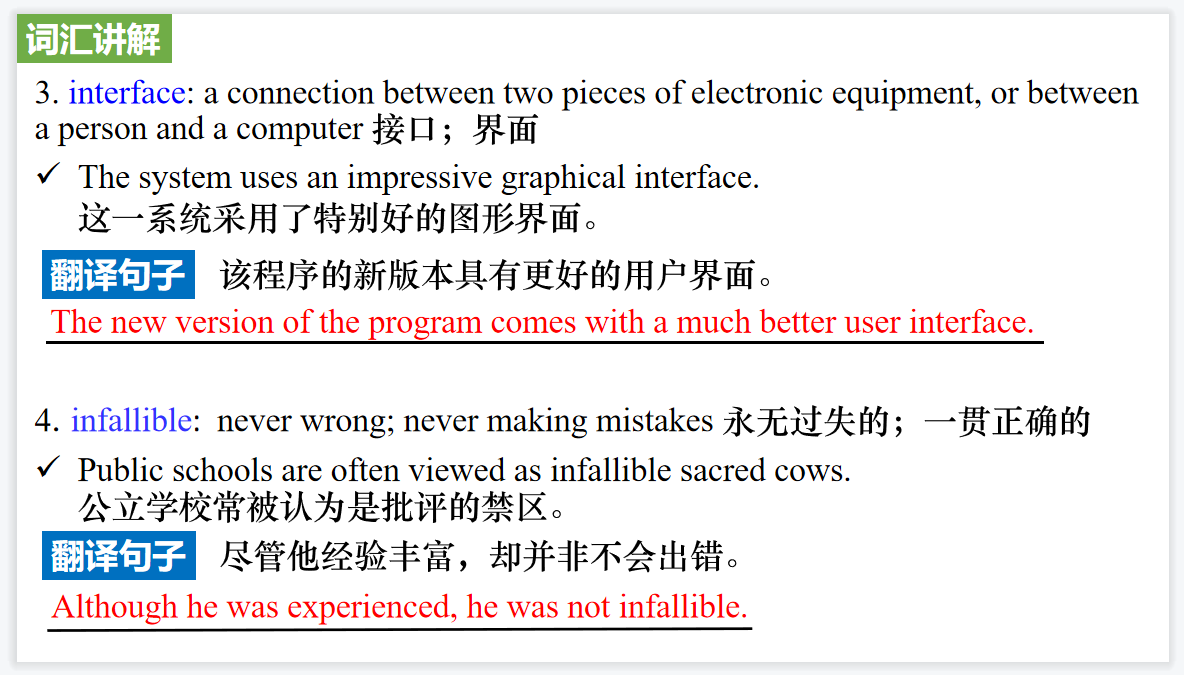 词汇讲解
3. interface: a connection between two pieces of electronic equipment, or between
a person and a computer 接口；界面
✓ The system uses an impressive graphical interface.
这一系统采用了特别好的图形界面。
翻译句子 该程序的新版本具有更好的用户界面。
The new version of the program comes with a much better user interface.
4. infallible: never wrong; never making mistakes 永无过失的；一贯正确的
✓ Public schools are often viewed as infallible sacred cows.
公立学校常被认为是批评的禁区。
翻译句子 尽管他经验丰富，却并非不会出错。
Although he was experienced, he was not infallible.